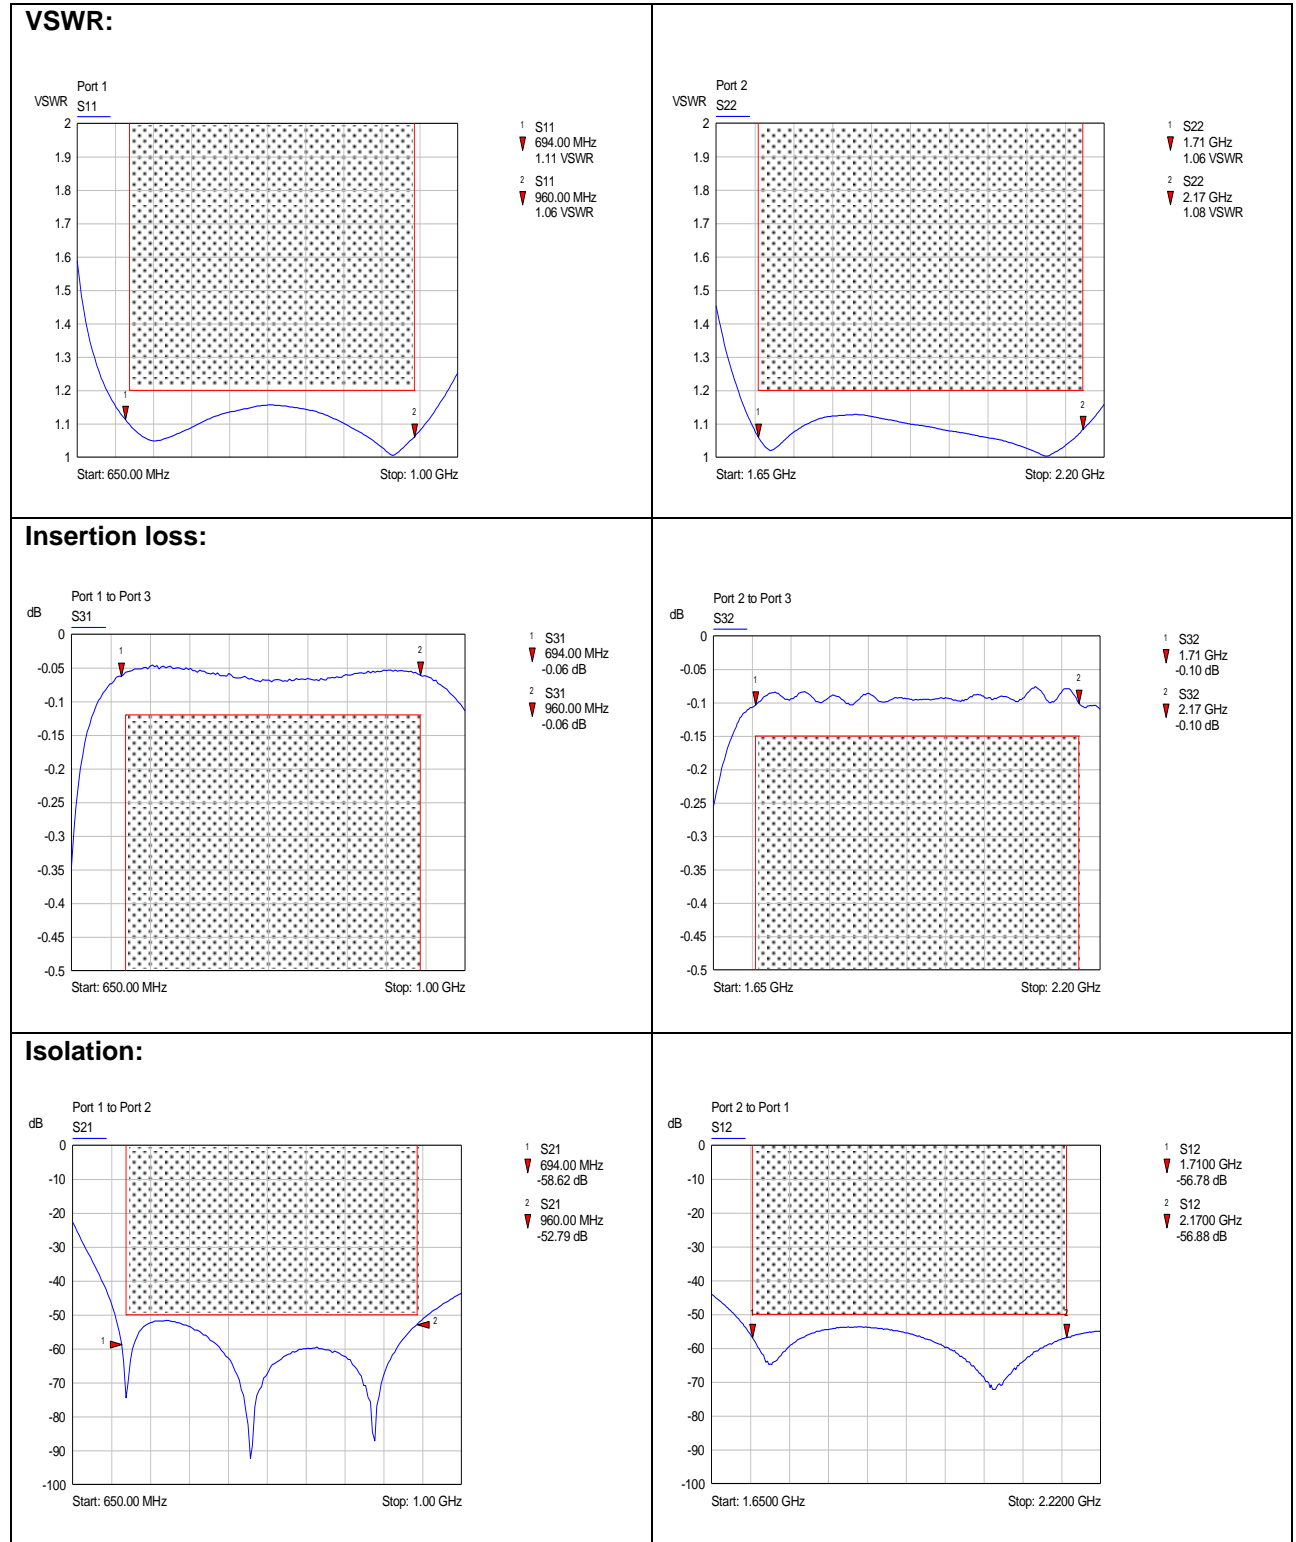 VSWR:
Port 1
VSWR
S11
2
1.9
1.8
1.7
1.6
1.5
1.4
1.3
1.2
1.1
1
1
2
Start: 650.00 MHz
Stop: 1.00 GHz
1 S11
694.00 MHz
1.11 VSWR
2 S11
960.00 MHz
1.06 VSWR
Port 2
VSWR
S22
2
1.9
1.8
1.7
1.6
1.5
1.4
1.3
1.2
1.1
1
1
2
Start: 1.65 GHz
Stop: 2.20 GHz
1 S22
1.71 GHz
1.06 VSWR
2 S22
2.17 GHz
1.08 VSWR
Insertion loss:
Port 1 to Port 3
dB
S31
0
-0.05
-0.1
-0.15
-0.2
-0.25
-0.3
-0.35
-0.4
-0.45
-0.5
1
2
Start: 650.00 MHz
Stop: 1.00 GHz
1 S31
694.00 MHz
-0.06 dB
2 S31
960.00 MHz
-0.06 dB
Port 2 to Port 3
dB
S32
0
-0.05
-0.1
-0.15
-0.2
-0.25
-0.3
-0.35
-0.4
-0.45
-0.5
1
2
Start: 1.65 GHz
Stop: 2.20 GHz
1 S32
1.71 GHz
-0.10 dB
2 S32
2.17 GHz
-0.10 dB
Isolation:
Port 1 to Port 2
dB
S21
0
-10
-20
-30
-40
-50
-60
-70
-80
-90
-100
1
2
Start: 650.00 MHz
Stop: 1.00 GHz
1 S21
694.00 MHz
-58.62 dB
2 S21
960.00 MHz
-52.79 dB
Port 2 to Port 1
dB
S12
0
-10
-20
-30
-40
-50
-60
-70
-80
-90
-100
1
2
Start: 1.6500 GHz
Stop: 2.2200 GHz
1 S12
1.7100 GHz
-56.78 dB
2 S12
2.1700 GHz
-56.88 dB